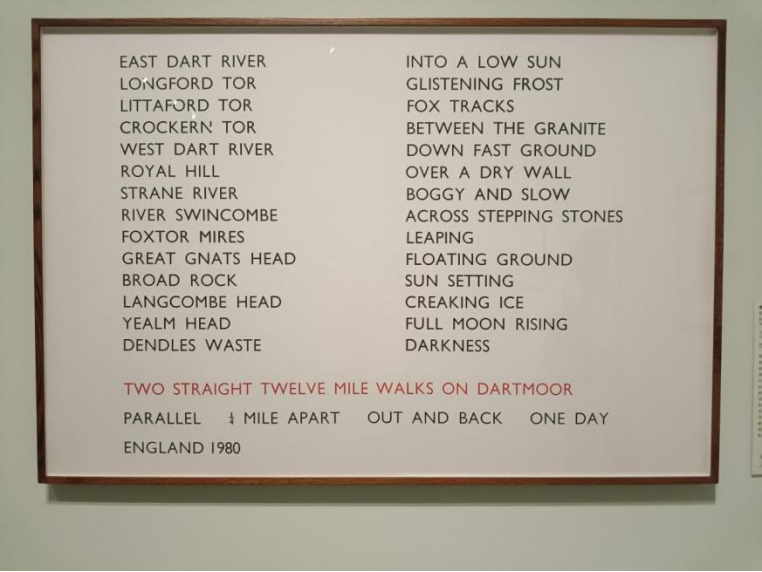 EAST DART RIVER
LONGFORD TOR
LITTAFORD TOR
CROCKERN TOR
WEST DART RIVER
ROYAL HILL
STRANE RIVER
RIVER SWINCOMBE
FOXTOR MIRES
GREAT GNATS HEAD
BROAD ROCK
LANGCOMBE HEAD
YEALM HEAD
DENDLES WASTE
INTO A LOW SUN
GLISTENING FROST
FOX TRACKS
BETWEEN THE GRANITE
DOWN FAST GROUND
OVER A DRY WALL
BOGGY AND SLOW
ACROSS STEPPING STONES
LEAPING
FLOATING GROUND
SUN SETTING
CREAKING ICE
FULL MOON RISING
DARKNESS
TWO STRAIGHT TWELVE MILE WALKS ON DARTMOOR
PARALLEL ¼ MILE APART OUT AND BACK ONE DAY
ENGLAND 1980